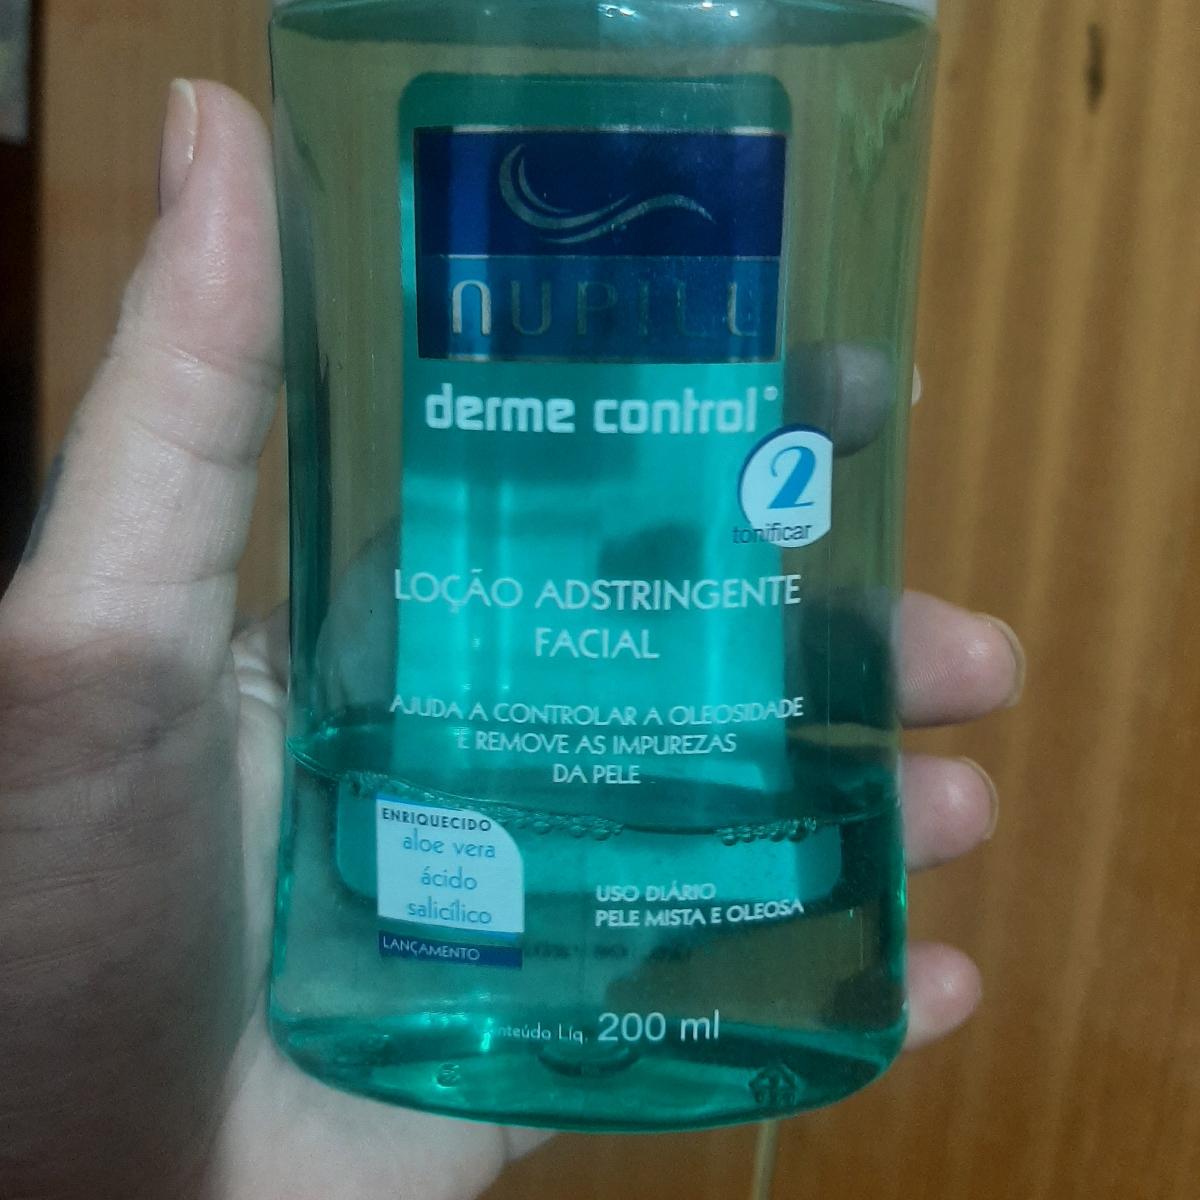 NUPILL
derme control°
2
tonificar
LOÇÃO ADSTRINGENTE
FACIAL
AJUDA A CONTROLAR A OLEOSIDADE
E REMOVE AS IMPUREZAS
DA PELE
ENRIQUECIDO
aloe vera
ácido
salicílico
LANÇAMENTO
USO DIÁRIO
PELE MISTA E OLEOSA
Líq. 200 ml